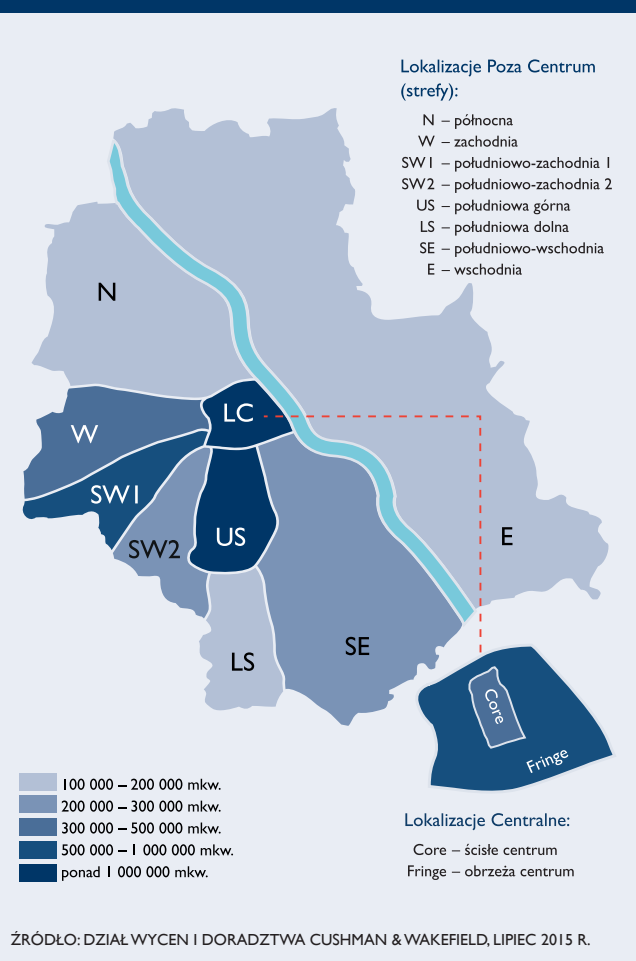 Lokalizacje Poza Centrum
(strefy):
N – północna
W – zachodnia
SW1 – południowo-zachodnia 1
SW2 – południowo-zachodnia 2
US – południowa górna
LS – południowa dolna
SE – południowo-wschodnia
E – wschodnia
N
LC
W
SW1
US
E
SW2
SE
LS
Core
Fringe
100 000 – 200 000 mkw.
200 000 – 300 000 mkw.
300 000 – 500 000 mkw.
500 000 – 1 000 000 mkw.
ponad 1 000 000 mkw.
Lokalizacje Centralne:
Core – ścisłe centrum
Fringe – obrzeża centrum
ŹRÓDŁO: DZIAŁ WYCEN I DORADZTWA CUSHMAN & WAKEFIELD, LIPIEC 2015 R.